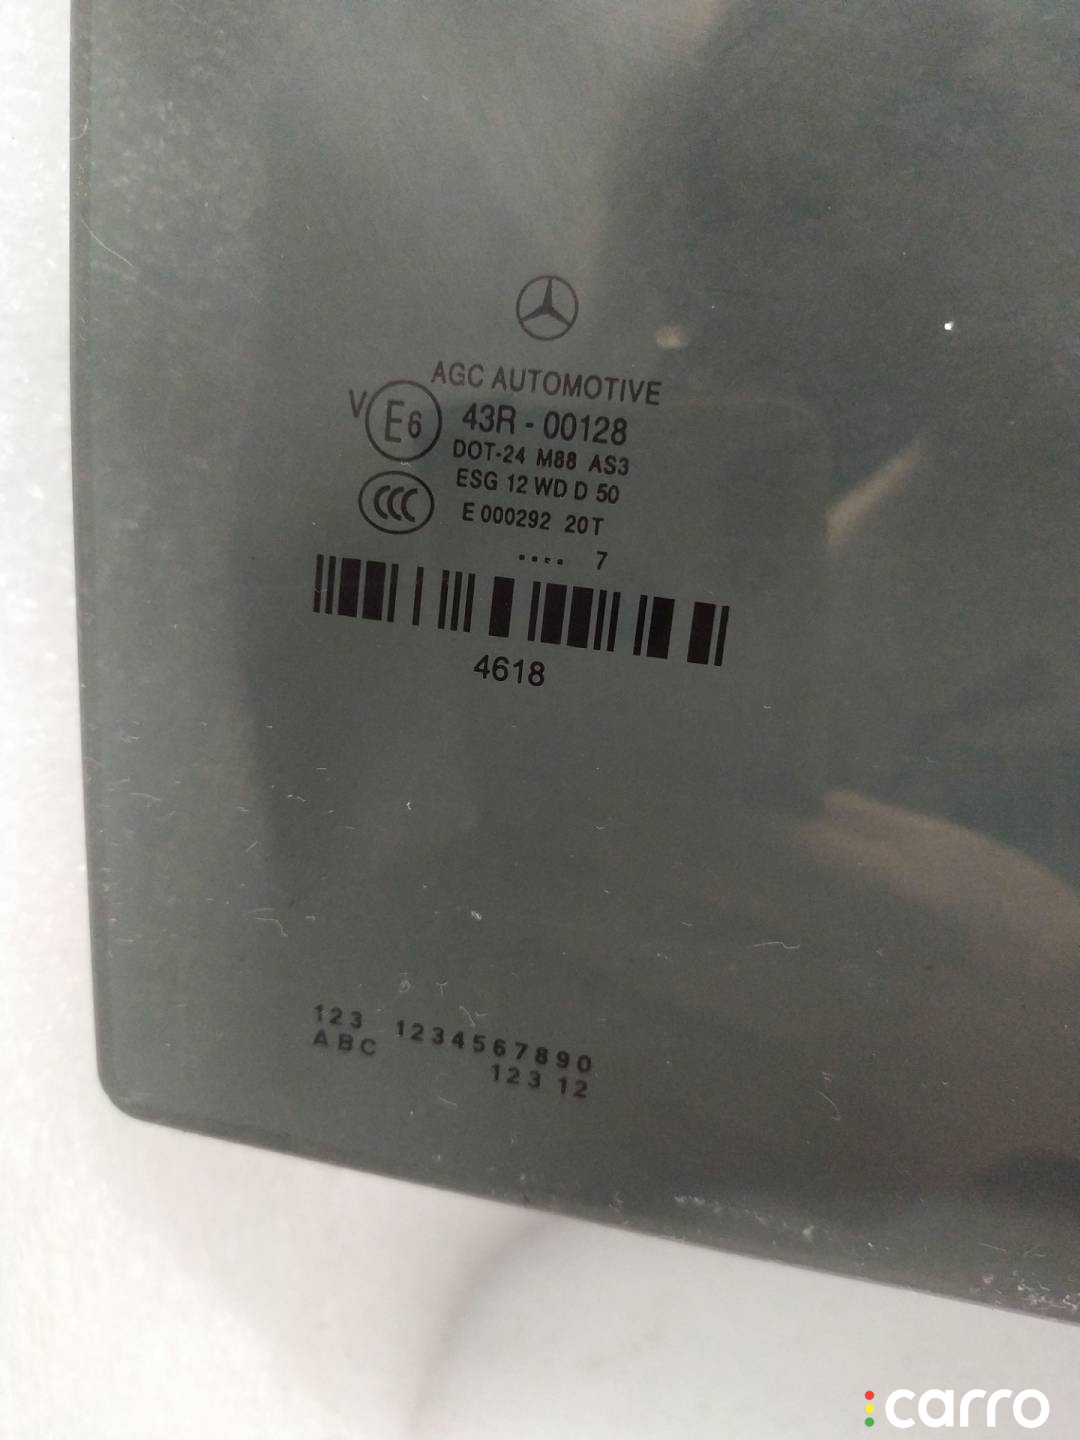 AGC AUTOMOTIVE
V E6 43R - 00128
DOT-24 M88 AS3
CCC ESG 12 WD D 50
E 000292 20T
.... 7
4618
123 1234567890
ABC 123 12
carro